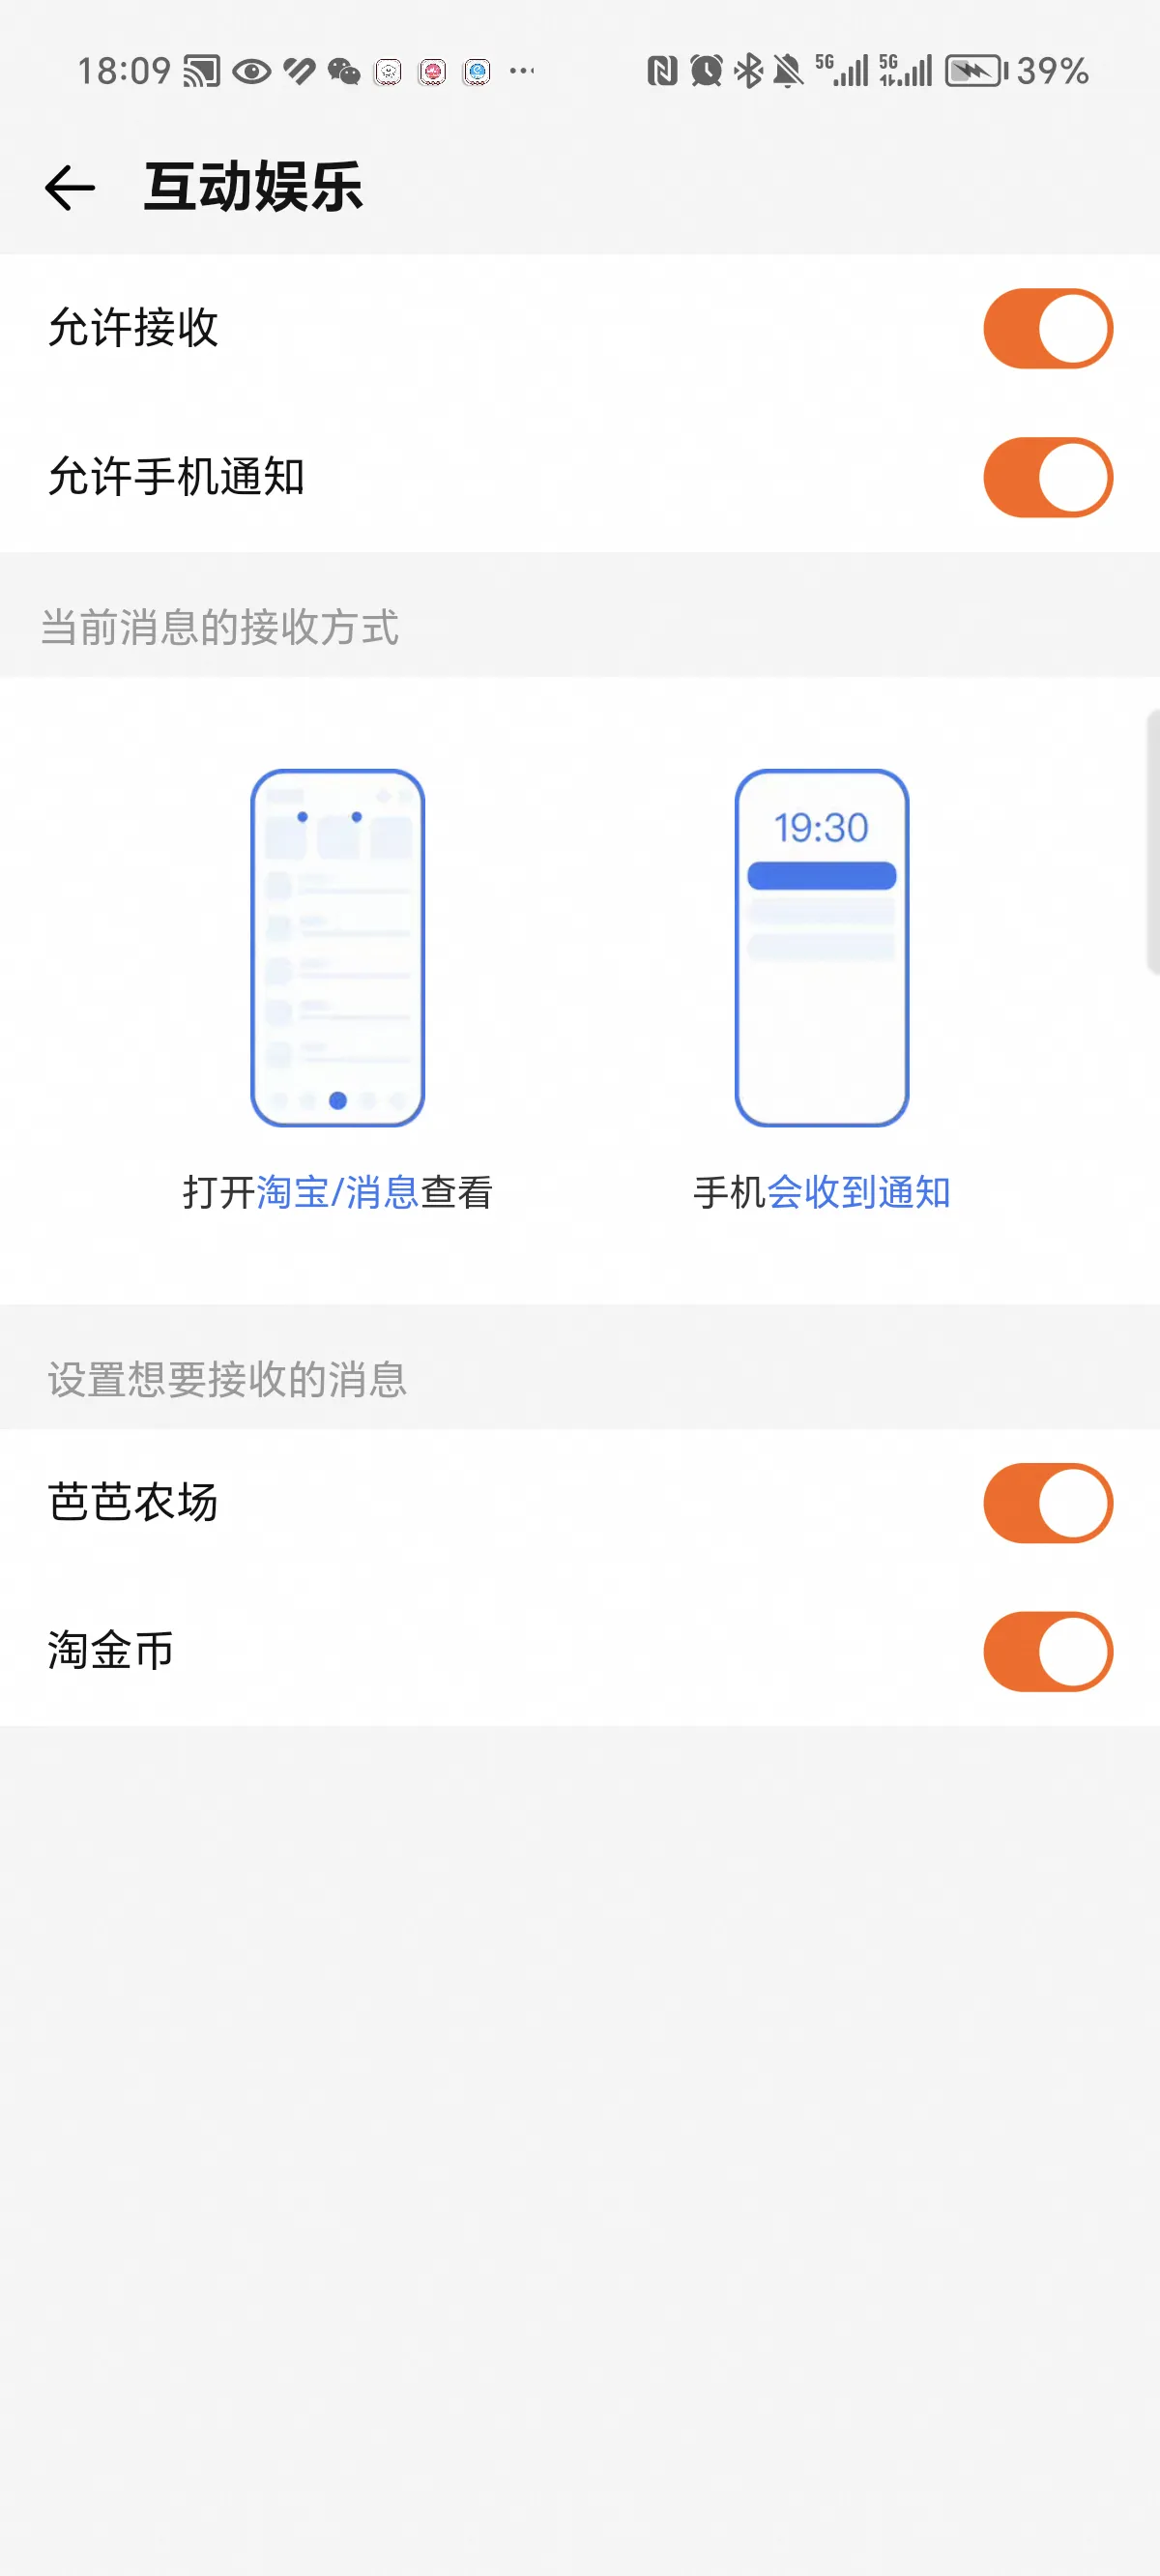 18:09
5G
5G
39%
互动娱乐
允许接收
允许手机通知
当前消息的接收方式
19:30
打开淘宝/消息查看
手机会收到通知
设置想要接收的消息
芭芭农场
淘金币